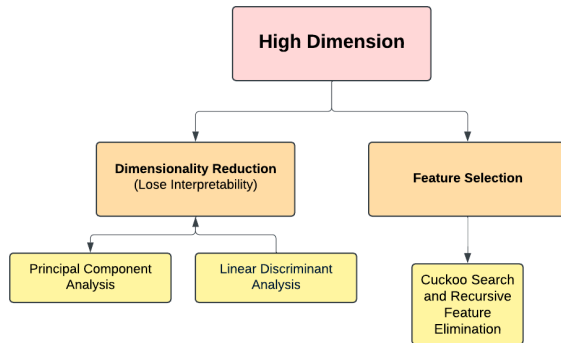 High Dimension
Dimensionality Reduction
(Lose Interpretability)
Feature Selection
Principal Component
Analysis
Linear Discriminant
Analysis
Cuckoo Search
and Recursive
Feature
Elimination